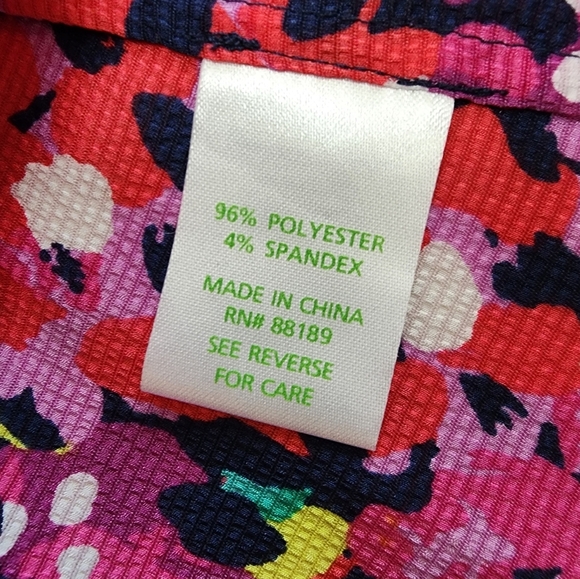 96% POLYESTER
4% SPANDEX
MADE IN CHINA
RN# 88189
SEE REVERSE
FOR CARE